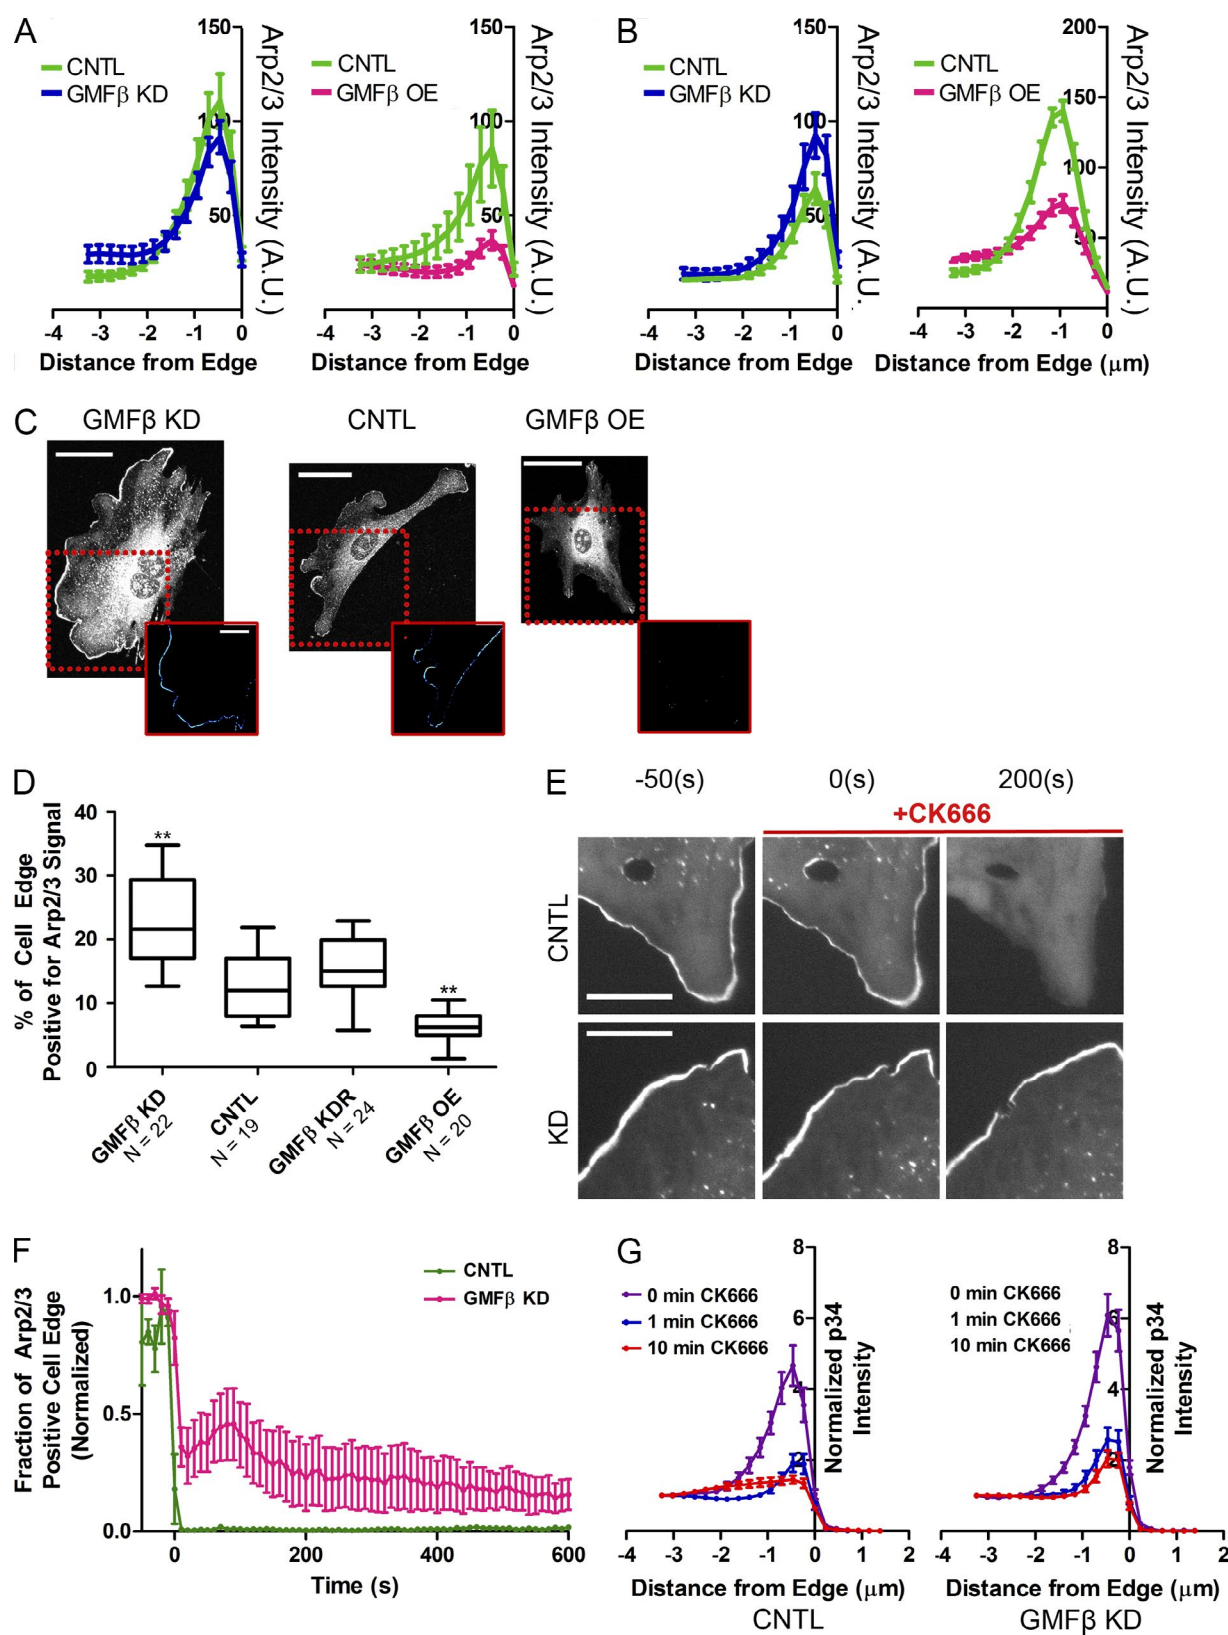 A
150
100
50
Arp2/3 Intensity (A.U.)
CNTL
GMFβ KD
-4 -3 -2 -1 0
Distance from Edge
150
100
50
Arp2/3 Intensity (A.U.)
CNTL
GMFβ OE
-4 -3 -2 -1 0
Distance from Edge
B
150
100
50
Arp2/3 Intensity (A.U.)
CNTL
GMFβ KD
-4 -3 -2 -1 0
Distance from Edge
200
150
100
50
Arp2/3 Intensity (A.U.)
CNTL
GMFβ OE
-4 -3 -2 -1 0
Distance from Edge (μm)
C
GMFβ KD
CNTL
GMFβ OE
D
% of Cell Edge
Positive for Arp2/3 Signal
40
30
20
10
0
**
**
GMFβ KD
N = 22
CNTL
N = 19
GMFβ KDR
N = 24
GMFβ OE
N = 20
E
-50(s) 0(s) 200(s)
+CK666
CNTL
KD
F
Fraction of Arp2/3
Positive Cell Edge
(Normalized)
1.0
0.5
0.0
CNTL
GMFβ KD
0 200 400 600
Time (s)
G
8
6
4
2
Normalized p34
Intensity
0 min CK666
1 min CK666
10 min CK666
-4 -3 -2 -1 0 1 2
Distance from Edge (μm)
CNTL
8
6
4
2
Normalized p34
Intensity
0 min CK666
1 min CK666
10 min CK666
-4 -3 -2 -1 0 1 2
Distance from Edge (μm)
GMFβ KD